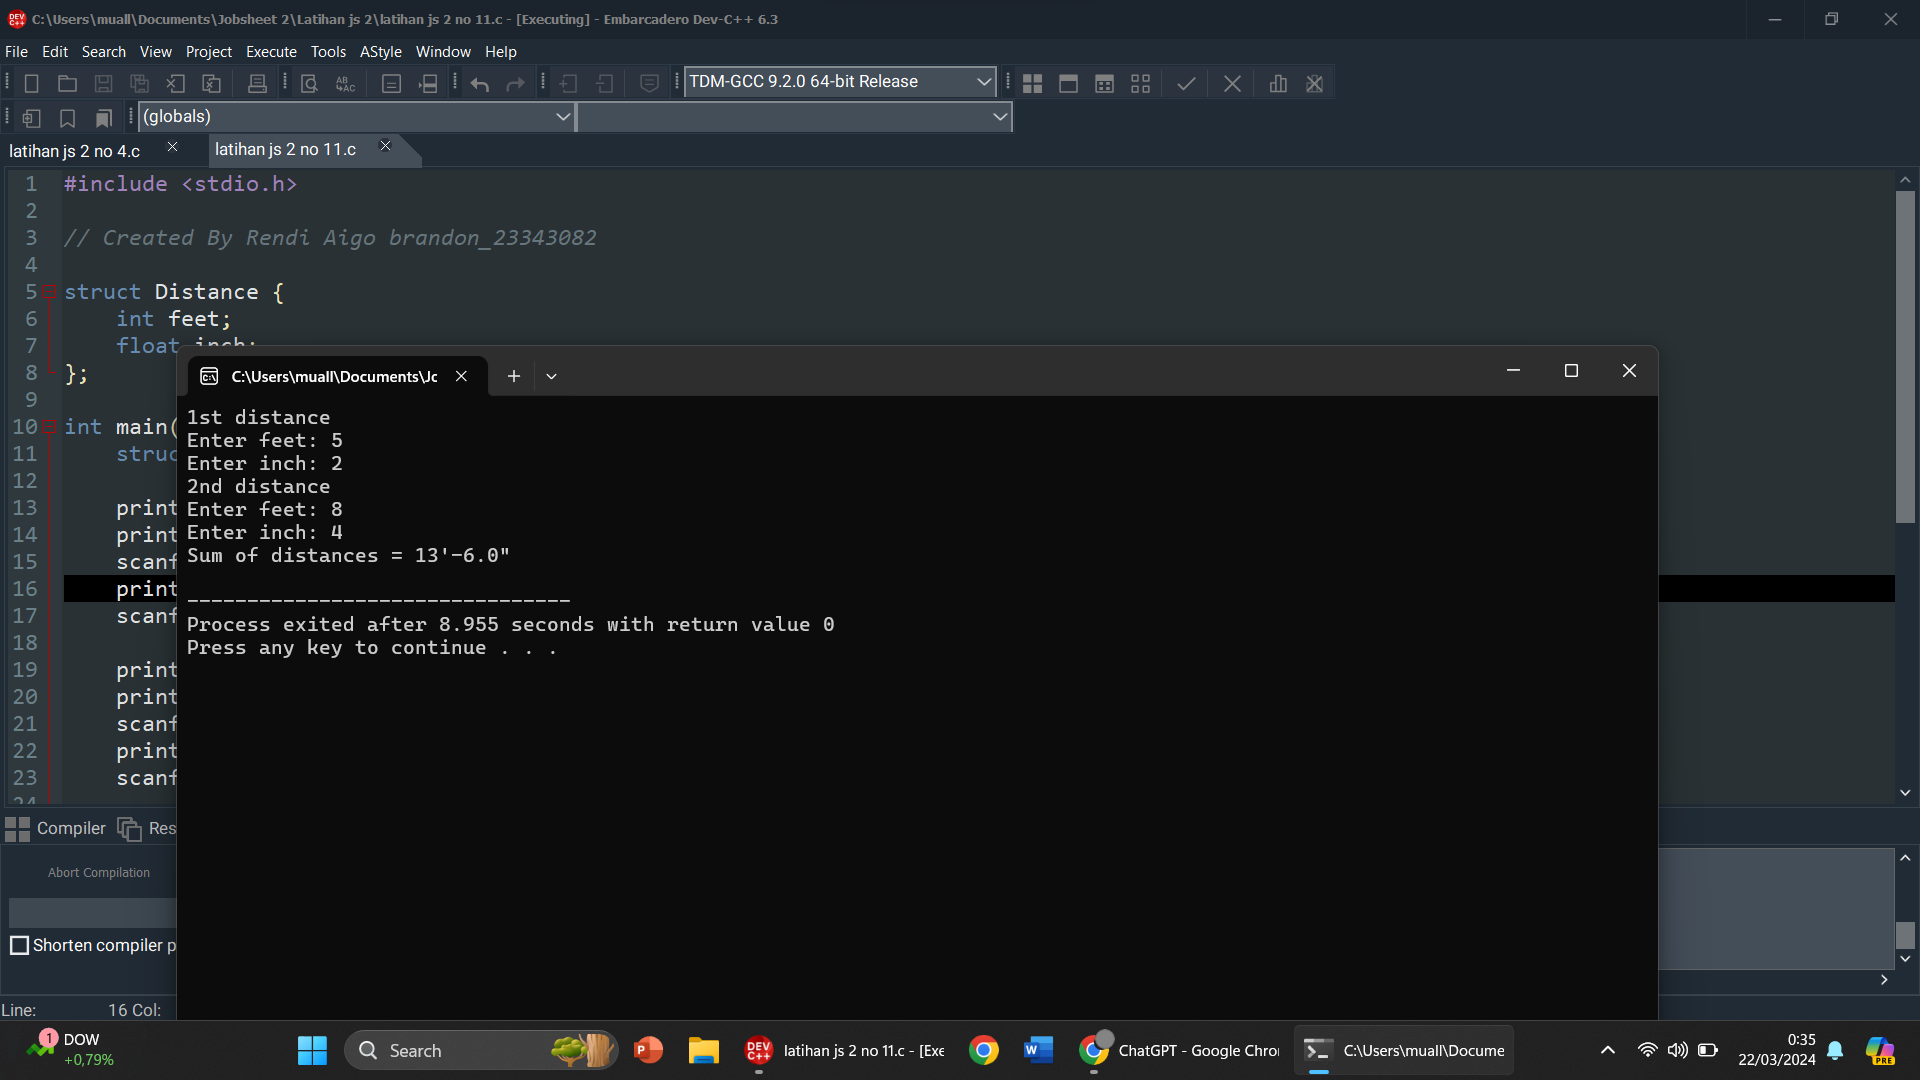 C:\Users\muall\Documents\Jobsheet 2\Latihan js 2\latihan js 2 no 11.c - [Executing] - Embarcadero Dev-C++ 6.3
File Edit Search View Project Execute Tools AStyle Window Help
TDM-GCC 9.2.0 64-bit Release
(globals)
latihan js 2 no 4.c
latihan js 2 no 11.c
1 #include <stdio.h>
2
3 // Created By Rendi Aigo brandon_23343082
4
5 struct Distance {
6 int feet;
7 float inch;
8 };
9
10 int main(
11 struc
12
13 print
14 print
15 scanf
16 print
17 scanf
18
19 print
20 print
21 scanf
22 print
23 scanf
24
C:\Users\muall\Documents\Jc
1st distance
Enter feet: 5
Enter inch: 2
2nd distance
Enter feet: 8
Enter inch: 4
Sum of distances = 13'-6.0"
--------------------------------
Process exited after 8.955 seconds with return value 0
Press any key to continue . . .
Compiler Res
Abort Compilation
Shorten compiler p
Line: 16 Col:
1 DOW
+0,79%
Search
DEV C++ latihan js 2 no 11.c - [Exe
ChatGPT - Google Chro
C:\Users\muall\Docume
0:35
22/03/2024
PRE